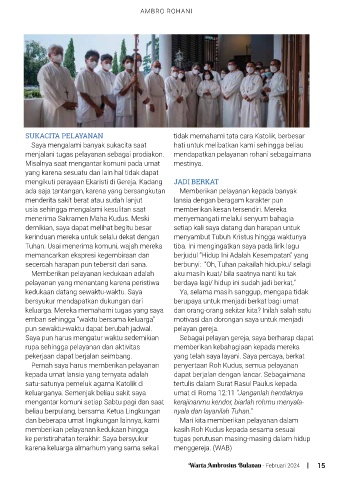 AMBRO ROHANI
SUKACITA PELAYANAN
Saya mengalami banyak sukacita saat
menjalani tugas pelayanan sebagai prodiakon.
Misalnya saat mengantar komuni pada umat
yang karena sesuatu dan lain hal tidak dapat
mengikuti perayaan Ekaristi di Gereja. Kadang
ada saja tantangan, karena yang bersangkutan
menderita sakit berat atau sudah lanjut
usia sehingga mengalami kesulitan saat
menerima Sakramen Maha Kudus. Meski
demikian, saya dapat melihat begitu besar
kerinduan mereka untuk selalu dekat dengan
Tuhan. Usai menerima komuni, wajah mereka
memancarkan ekspresi kegembiraan dan
secercah harapan pun terbersit dari sana.
Memberikan pelayanan kedukaan adalah
pelayanan yang menantang karena peristiwa
kedukaan datang sewaktu-waktu. Saya
bersyukur mendapatkan dukungan dari
keluarga. Mereka memahami tugas yang saya
emban sehingga "waktu bersama keluarga"
pun sewaktu-waktu dapat berubah jadwal.
Saya pun harus mengatur waktu sedemikian
rupa sehingga pelayanan dan aktivitas
pekerjaan dapat berjalan seimbang.
Pernah saya harus memberikan pelayanan
kepada umat lansia yang ternyata adalah
satu-satunya pemeluk agama Katolik di
keluarganya. Semenjak beliau sakit saya
mengantar komuni setiap Sabtu pagi dan saat
beliau berpulang, bersama Ketua Lingkungan
dan beberapa umat lingkungan lainnya, kami
memberikan pelayanan kedukaan hingga
ke peristirahatan terakhir. Saya bersyukur
karena keluarga almarhum yang sama sekali
tidak memahami tata cara Katolik, berbesar
hati untuk melibatkan kami sehingga beliau
mendapatkan pelayanan rohani sebagaimana
mestinya.
JADI BERKAT
Memberikan pelayanan kepada banyak
lansia dengan beragam karakter pun
memberikan kesan tersendiri. Mereka
menyemangati melalui senyum bahagia
setiap kali saya datang dan harapan untuk
menyambut Tubuh Kristus hingga waktunya
tiba. Ini mengingatkan saya pada lirik lagu
berjudul "Hidup Ini Adalah Kesempatan" yang
berbunyi: "Oh, Tuhan pakailah hidupku/ selagi
aku masih kuat/ bila saatnya nanti ku tak
berdaya lagi/ hidup ini sudah jadi berkat."
Ya, selama masih sanggup, mengapa tidak
berupaya untuk menjadi berkat bagi umat
dan orang-orang sekitar kita? Inilah salah satu
motivasi dan dorongan saya untuk menjadi
pelayan gereja.
Sebagai pelayan gereja, saya berharap dapat
memberikan kebahagiaan kepada mereka
yang telah saya layani. Saya percaya, berkat
penyertaan Roh Kudus, semua pelayanan
dapat berjalan dengan lancar. Sebagaimana
tertulis dalam Surat Rasul Paulus kepada
umat di Roma 12:11 "Janganlah hendaknya
kerajinanmu kendor, biarlah rohmu menyala-
nyala dan layanilah Tuhan."
Mari kita memberikan pelayanan dalam
kasih Roh Kudus kepada sesama sesuai
tugas perutusan masing-masing dalam hidup
menggereja. (WAB)
Warta Ambrosius Bulanan - Februari 2024 | 15